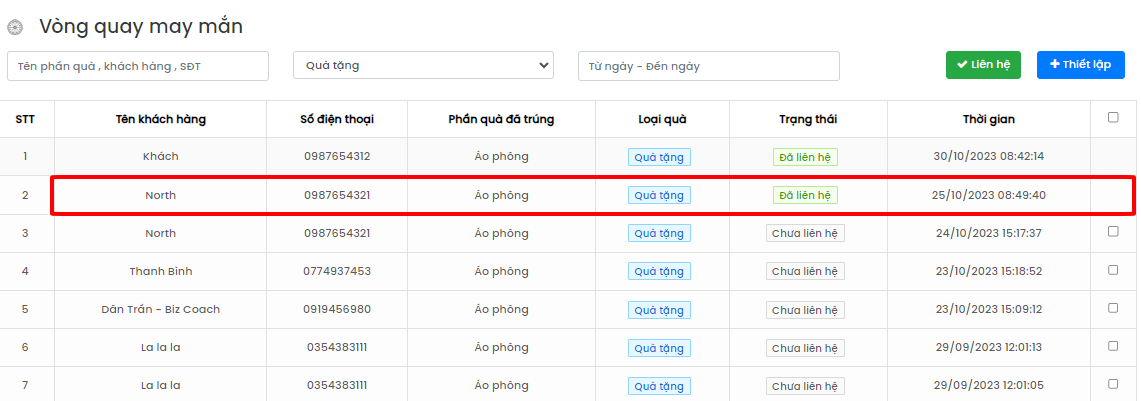 Vòng quay may mắn
Tên phần quà , khách hàng , SĐT Quà tặng Từ ngày - Đến ngày Liên hệ Thiết lập
STT Tên khách hàng Số điện thoại Phần quà đã trúng Loại quà Trạng thái Thời gian
1 Khách 0987654312 Áo phông Quà tặng Đã liên hệ 30/10/2023 08:42:14
2 North 0987654321 Áo phông Quà tặng Đã liên hệ 25/10/2023 08:49:40
3 North 0987654321 Áo phông Quà tặng Chưa liên hệ 24/10/2023 15:17:37
4 Thanh Bình 0774937453 Áo phông Quà tặng Chưa liên hệ 23/10/2023 15:18:52
5 Dân Trần - Biz Coach 0919456980 Áo phông Quà tặng Chưa liên hệ 23/10/2023 15:09:12
6 La la la 0354383111 Áo phông Quà tặng Chưa liên hệ 29/09/2023 12:01:13
7 La la la 0354383111 Áo phông Quà tặng Chưa liên hệ 29/09/2023 12:01:05